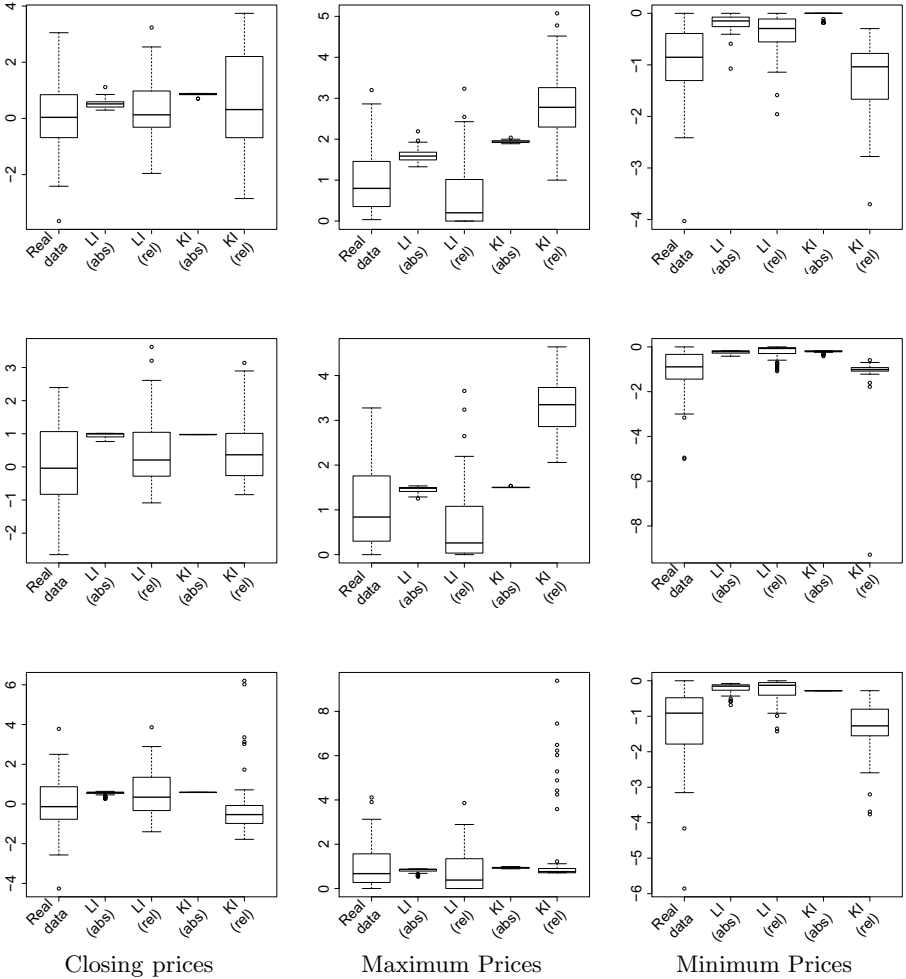 4
2
0
−2
Real data
LI (abs)
LI (rel)
KI (abs)
KI (rel)
5
4
3
2
1
0
Real data
LI (abs)
LI (rel)
KI (abs)
KI (rel)
0
−1
−2
−3
−4
Real data
LI (abs)
LI (rel)
KI (abs)
KI (rel)
3
2
1
0
−1
−2
Real data
LI (abs)
LI (rel)
KI (abs)
KI (rel)
4
3
2
1
0
Real data
LI (abs)
LI (rel)
KI (abs)
KI (rel)
0
−2
−4
−6
−8
Real data
LI (abs)
LI (rel)
KI (abs)
KI (rel)
6
4
2
0
−2
−4
Real data
LI (abs)
LI (rel)
KI (abs)
KI (rel)
8
6
4
2
0
Real data
LI (abs)
LI (rel)
KI (abs)
KI (rel)
0
−1
−2
−3
−4
−5
−6
Real data
LI (abs)
LI (rel)
KI (abs)
KI (rel)
Closing prices
Maximum Prices
Minimum Prices